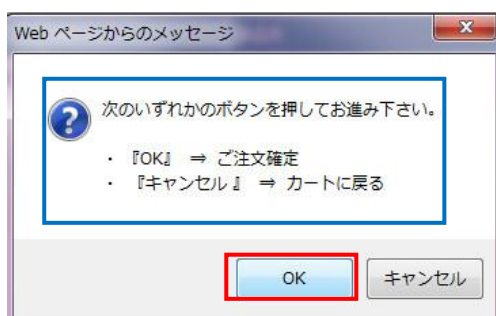 Web ページからのメッセージ
次のいずれかのボタンを押してお進み下さい。
・ 『OK』 ⇒ ご注文確定
・ 『キャンセル 』 ⇒ カートに戻る
OK
キャンセル